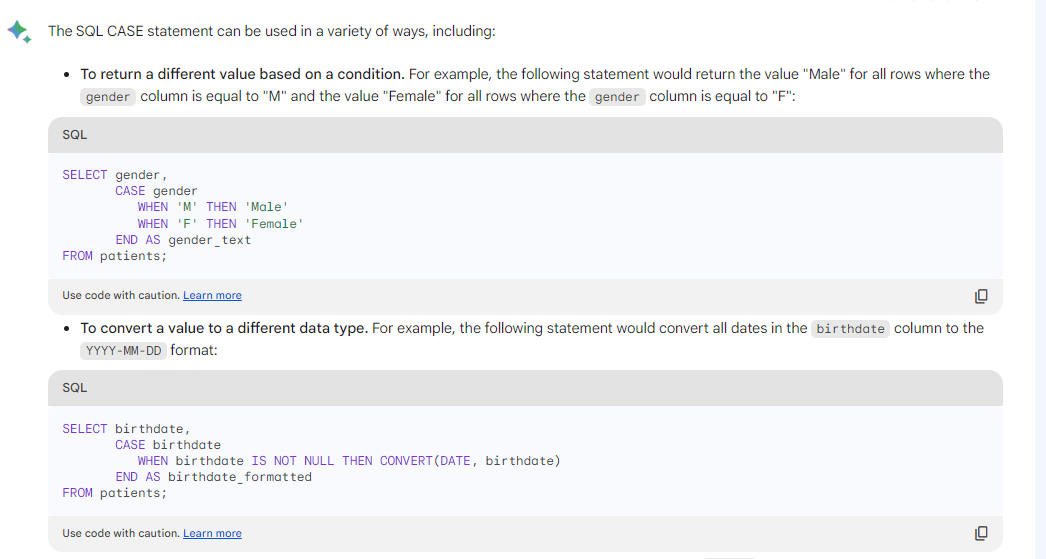 The SQL CASE statement can be used in a variety of ways, including:
• To return a different value based on a condition. For example, the following statement would return the value "Male" for all rows where the
gender column is equal to "M" and the value "Female" for all rows where the gender column is equal to "F":
SQL
SELECT gender,
       CASE gender
          WHEN 'M' THEN 'Male'
          WHEN 'F' THEN 'Female'
       END AS gender_text
FROM patients;
Use code with caution. Learn more
• To convert a value to a different data type. For example, the following statement would convert all dates in the birthdate column to the
YYYY-MM-DD format:
SQL
SELECT birthdate,
       CASE birthdate
          WHEN birthdate IS NOT NULL THEN CONVERT(DATE, birthdate)
       END AS birthdate_formatted
FROM patients;
Use code with caution. Learn more